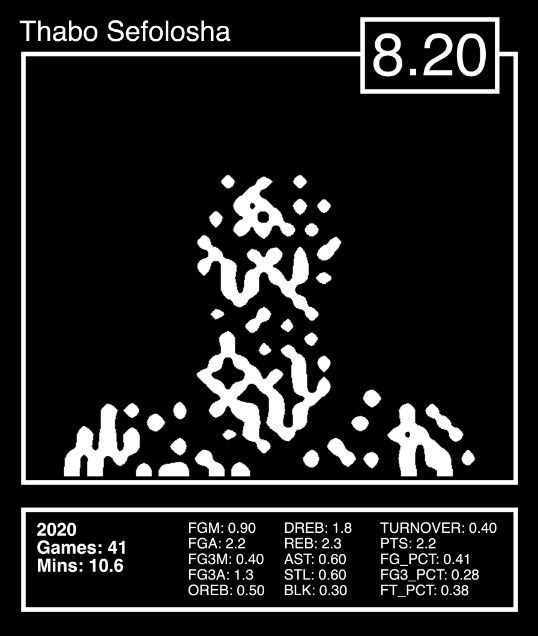 Thabo Sefolosha
8.20
2020
Games: 41
Mins: 10.6
FGM: 0.90
FGA: 2.2
FG3M: 0.40
FG3A: 1.3
OREB: 0.50
DREB: 1.8
REB: 2.3
AST: 0.60
STL: 0.60
BLK: 0.30
TURNOVER: 0.40
PTS: 2.2
FG_PCT: 0.41
FG3_PCT: 0.28
FT_PCT: 0.38